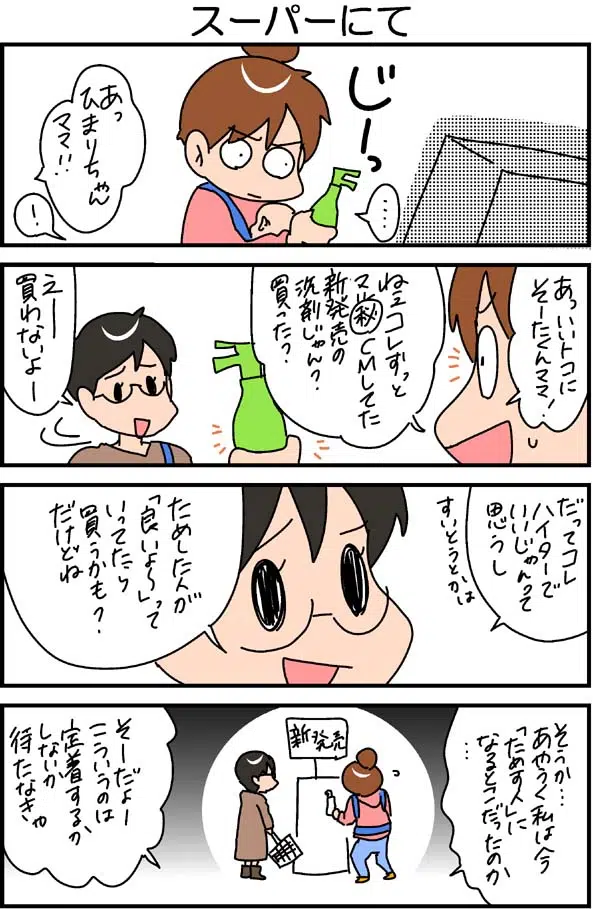 スーパーにて
じーっ
…
あっ
ひまりちゃん
ママ!!
!
あっいいトコに
そーたくんママ!
ねェコレずっと
マル秘CMしてた
新発売の
洗剤じゃん?
買った?
えー
買わないよー
だってコレ
ハイターで
いいじゃんって
思うし
すいとうとかは
ためした人が
「良いよ〜」って
いってたら
買うかも?
だけどね
新発売
そうか…
あやうく私は今
「ためす人」に
なるとこだったのか
…
そーだよー
こういうのは
定着するか
しないか
待たなきゃ